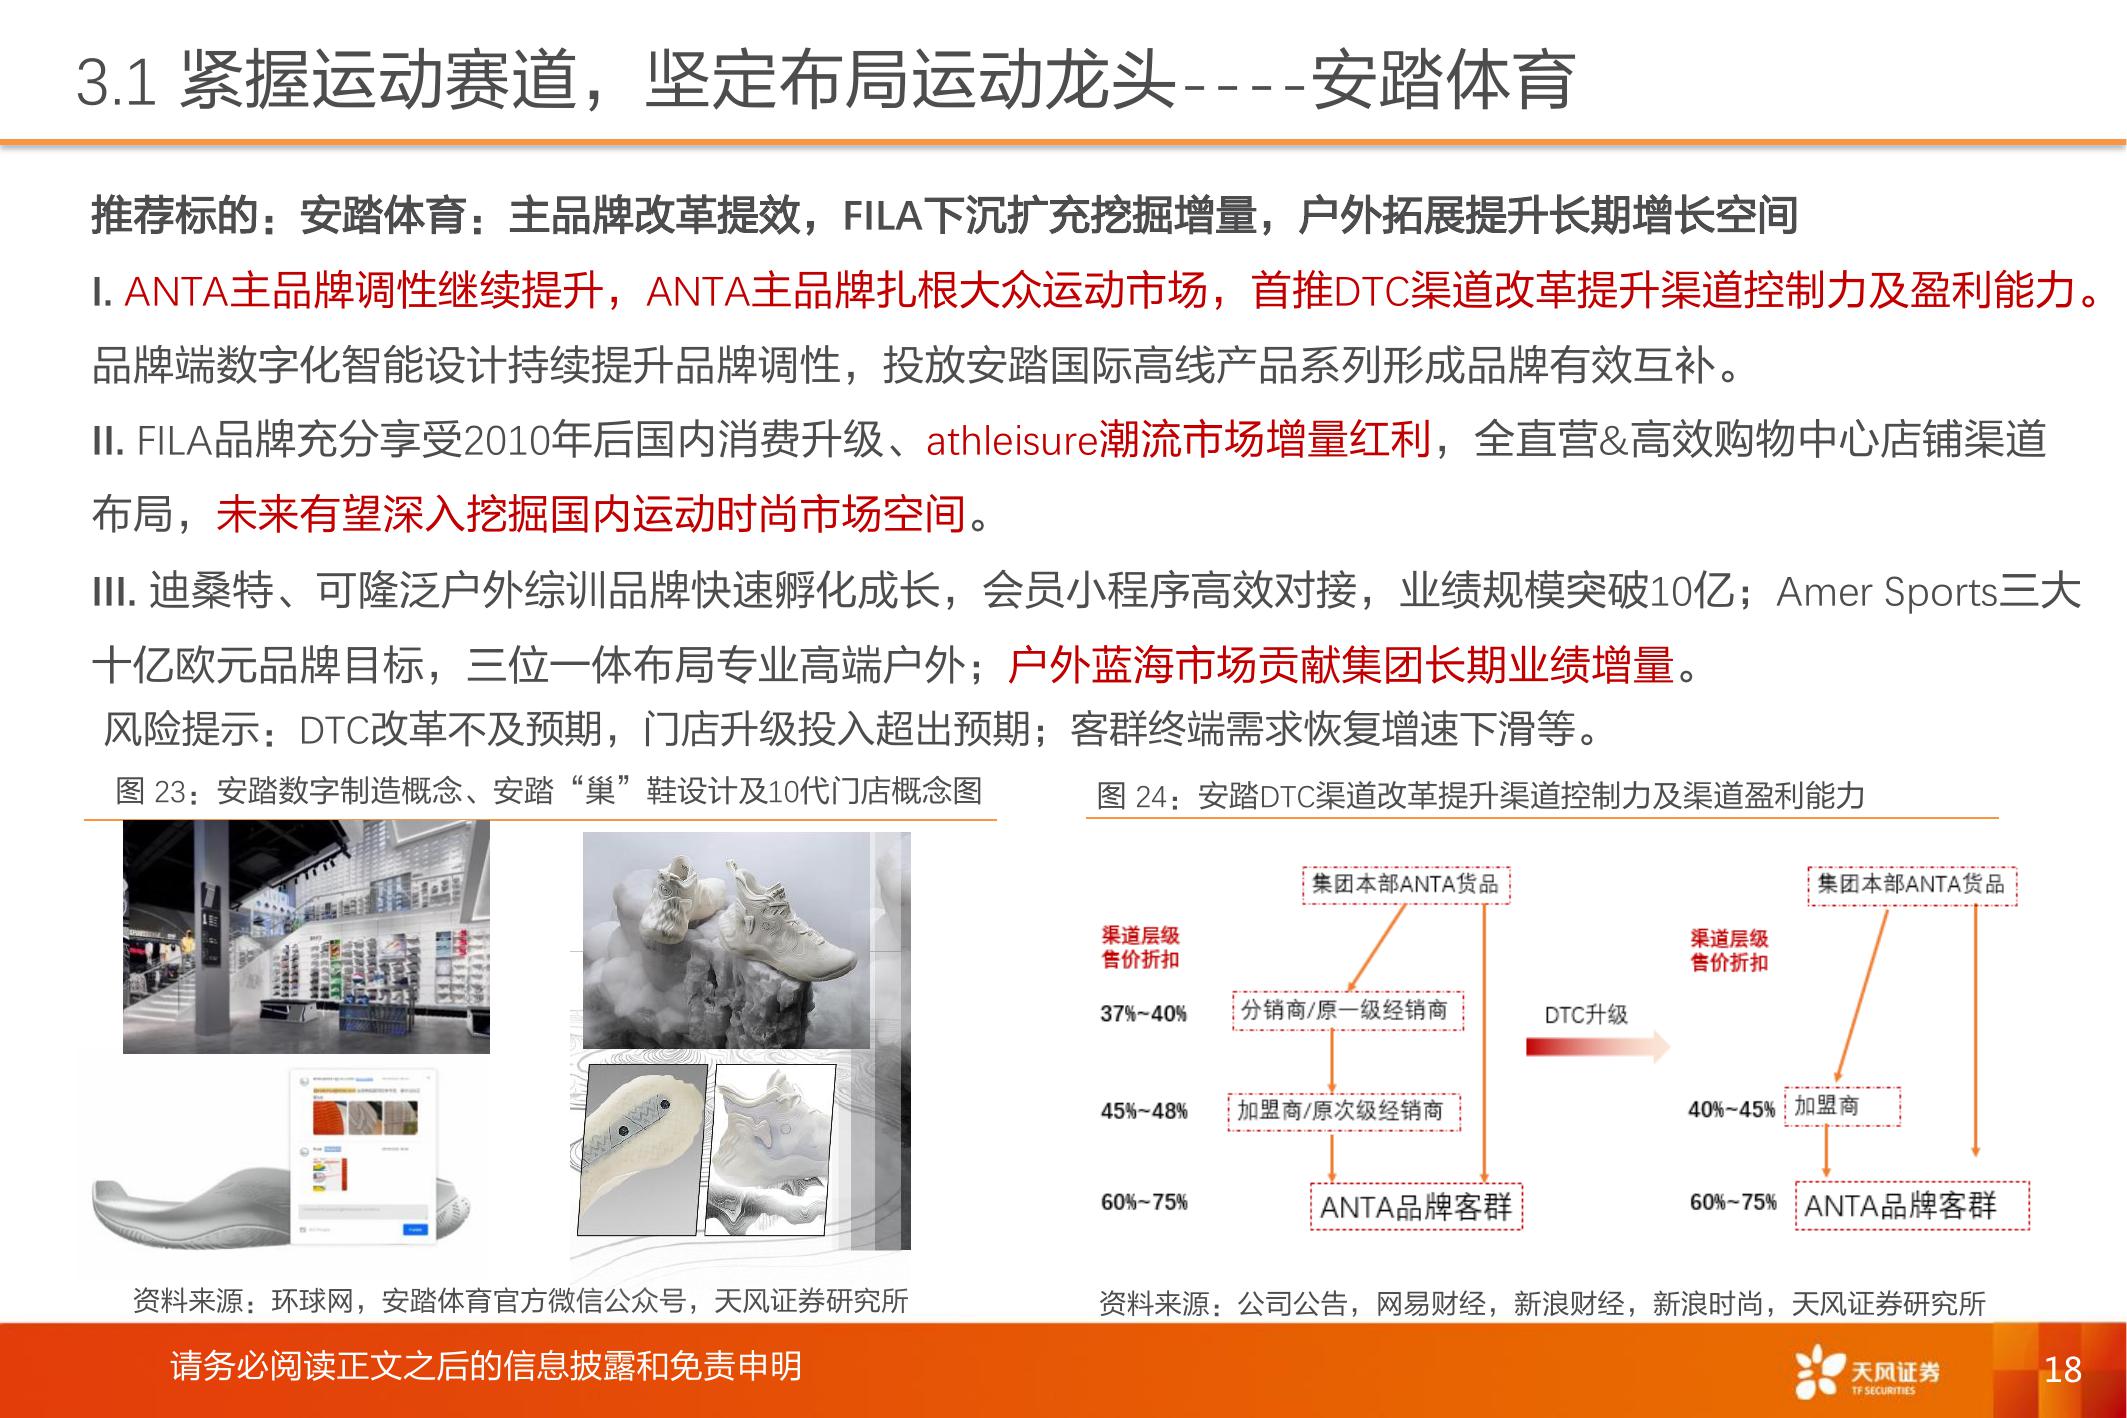 3.1 紧握运动赛道，坚定布局运动龙头----安踏体育
推荐标的：安踏体育：主品牌改革提效，FILA下沉扩充挖掘增量，户外拓展提升长期增长空间
I. ANTA主品牌调性继续提升，ANTA主品牌扎根大众运动市场，首推DTC渠道改革提升渠道控制力及盈利能力。
品牌端数字化智能设计持续提升品牌调性，投放安踏国际高线产品系列形成品牌有效互补。
II. FILA品牌充分享受2010年后国内消费升级、athleisure潮流市场增量红利，全直营&高效购物中心店铺渠道
布局，未来有望深入挖掘国内运动时尚市场空间。
III. 迪桑特、可隆泛户外综训品牌快速孵化成长，会员小程序高效对接，业绩规模突破10亿；Amer Sports三大
十亿欧元品牌目标，三位一体布局专业高端户外；户外蓝海市场贡献集团长期业绩增量。
风险提示：DTC改革不及预期，门店升级投入超出预期；客群终端需求恢复增速下滑等。
图 23：安踏数字制造概念、安踏“巢”鞋设计及10代门店概念图
图 24：安踏DTC渠道改革提升渠道控制力及渠道盈利能力
集团本部ANTA货品
渠道层级
售价折扣
37%~40%
分销商/原一级经销商
45%~48%
加盟商/原次级经销商
60%~75%
ANTA品牌客群
DTC升级
集团本部ANTA货品
渠道层级
售价折扣
40%~45%
加盟商
60%~75%
ANTA品牌客群
资料来源：环球网，安踏体育官方微信公众号，天风证券研究所
资料来源：公司公告，网易财经，新浪财经，新浪时尚，天风证券研究所
请务必阅读正文之后的信息披露和免责申明
天风证券
TF SECURITIES
18